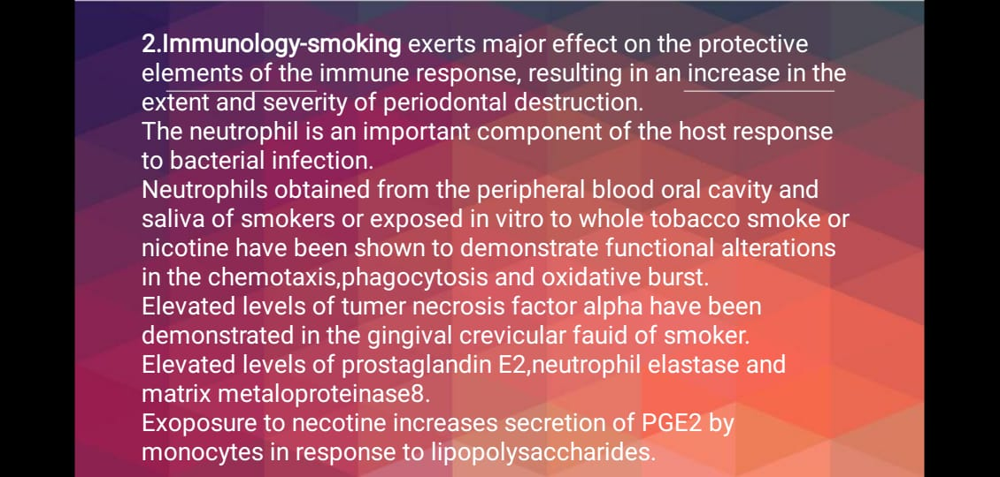 2.Immunology-smoking exerts major effect on the protective
elements of the immune response, resulting in an increase in the
extent and severity of periodontal destruction.
The neutrophil is an important component of the host response
to bacterial infection.
Neutrophils obtained from the peripheral blood oral cavity and
saliva of smokers or exposed in vitro to whole tobacco smoke or
nicotine have been shown to demonstrate functional alterations
in the chemotaxis,phagocytosis and oxidative burst.
Elevated levels of tumer necrosis factor alpha have been
demonstrated in the gingival crevicular fauid of smoker.
Elevated levels of prostaglandin E2,neutrophil elastase and
matrix metaloproteinase8.
Exoposure to necotine increases secretion of PGE2 by
monocytes in response to lipopolysaccharides.